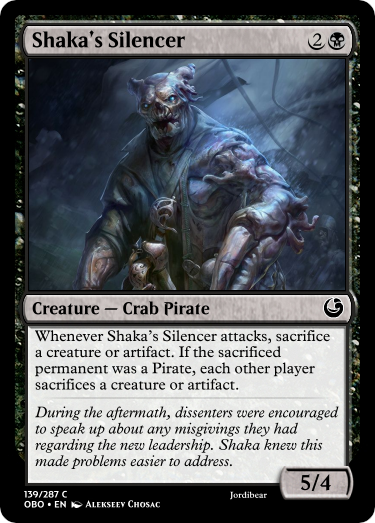 Shaka's Silencer 2
Creature — Crab Pirate
Whenever Shaka's Silencer attacks, sacrifice
a creature or artifact. If the sacrificed
permanent was a Pirate, each other player
sacrifices a creature or artifact.
During the aftermath, dissenters were encouraged
to speak up about any misgivings they had
regarding the new leadership. Shaka knew this
made problems easier to address.
5/4
139/287 C
OBO • EN Alekseev Chosac
Jordibear